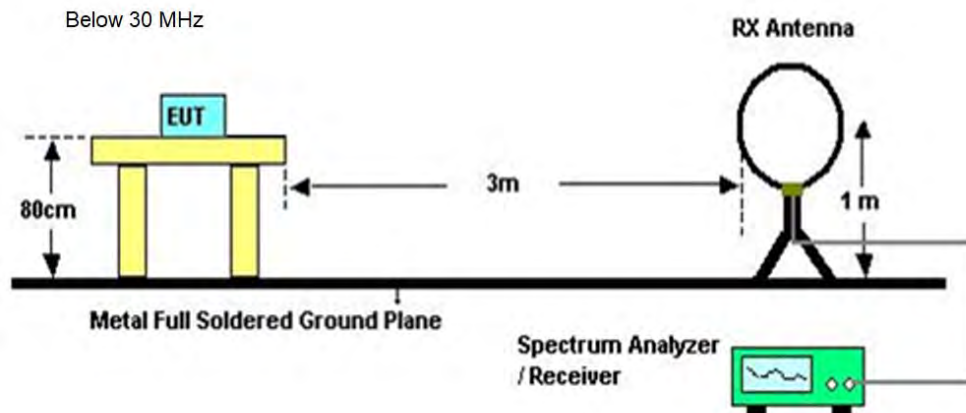 Below 30 MHz
RX Antenna
EUT
80cm
3m
1 m
Metal Full Soldered Ground Plane
Spectrum Analyzer
/ Receiver